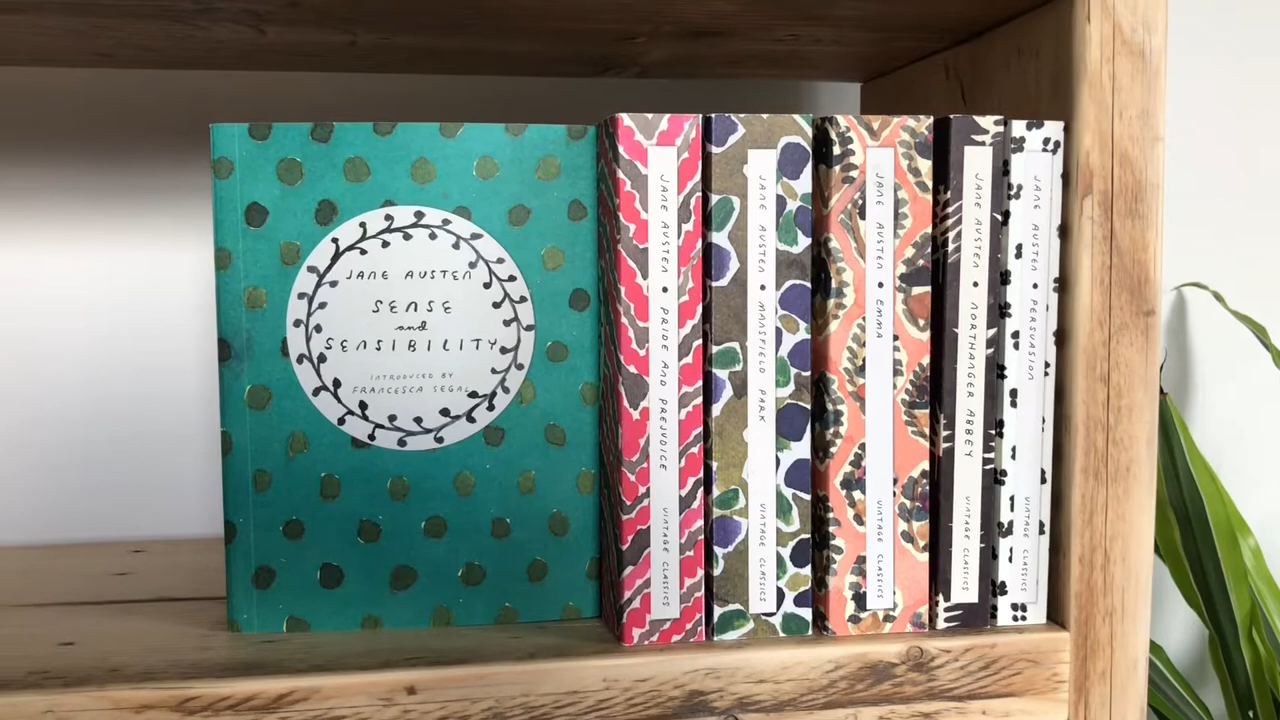 JANE AUSTEN
SENSE
and
SENSIBILITY
INTRODUCED BY
FRANCESCA SEGAL
JANE AUSTEN • PRIDE AND PREJUDICE VINTAGE CLASSICS
JANE AUSTEN • MANSFIELD PARK VINTAGE CLASSICS
JANE AUSTEN • EMMA VINTAGE CLASSICS
JANE AUSTEN • NORTHANGER ABBEY VINTAGE CLASSICS
JANE AUSTEN • PERSUASION VINTAGE CLASSICS